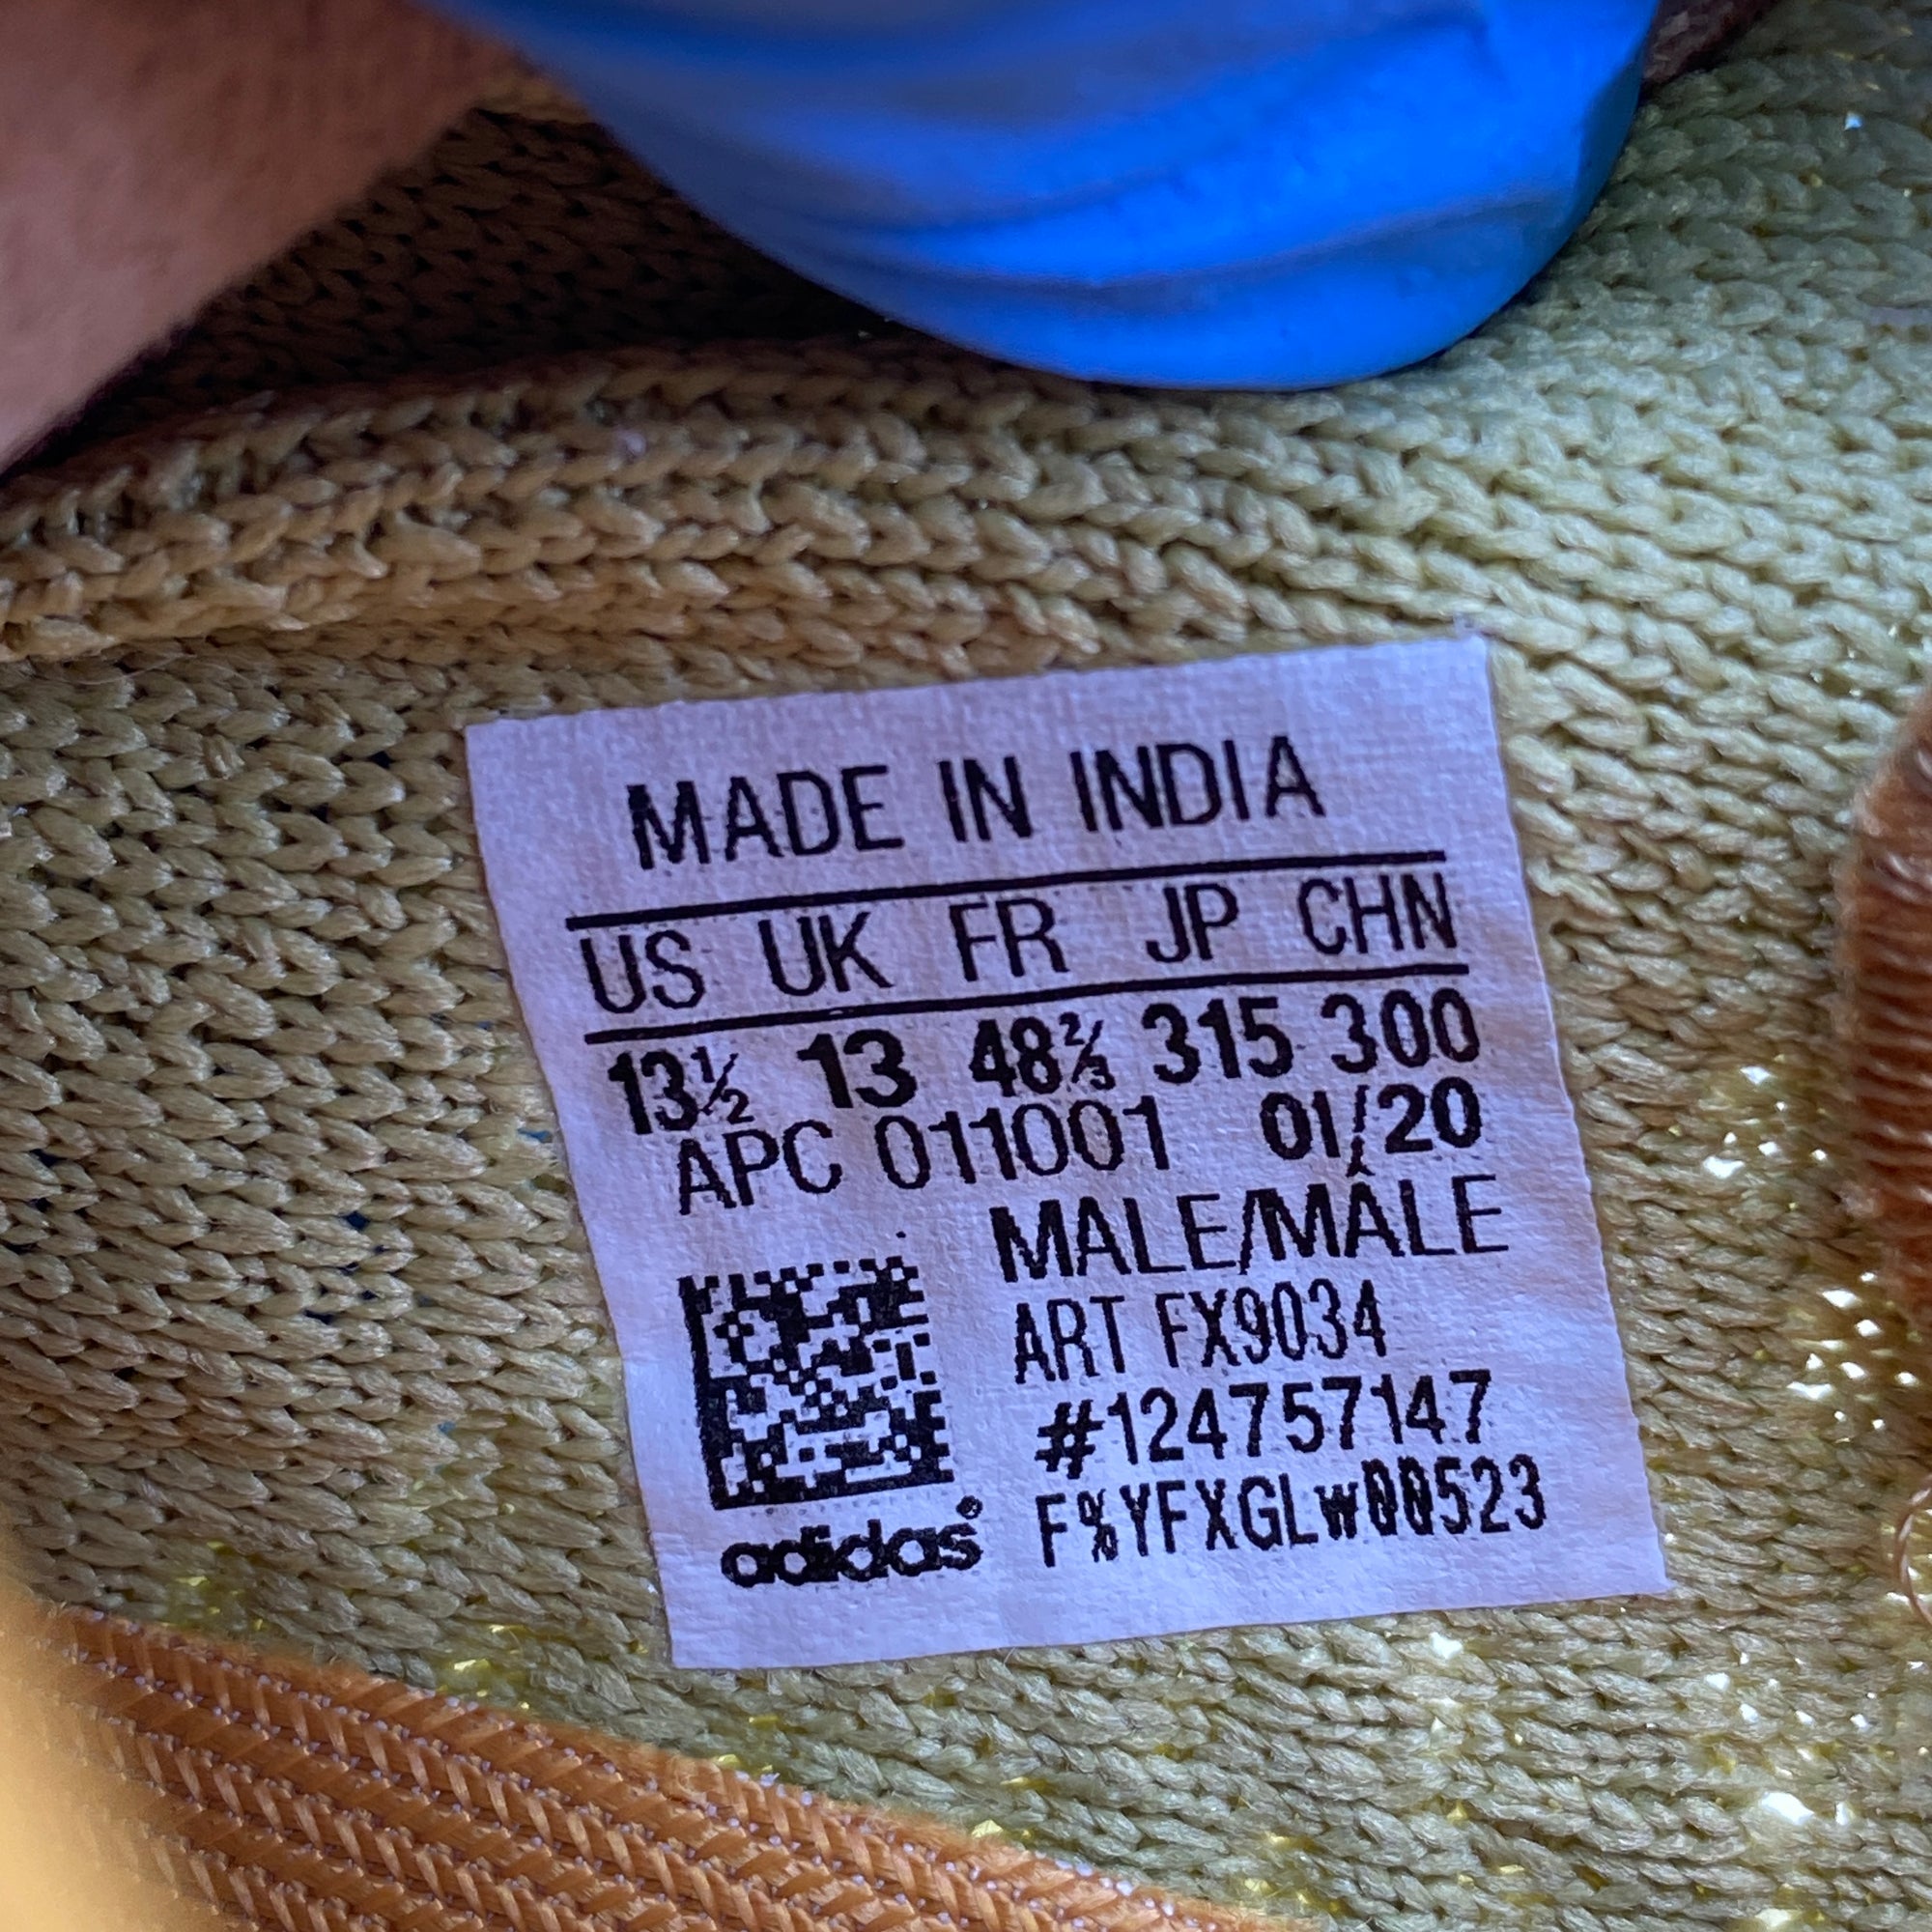 MADE IN INDIA
US UK FR JP CHN
13½ 13 48⅔ 315 300
APC 011001 01/20
MALE/MÂLE
ART FX9034
#124757147
F%YFXGLw00523
adidas®